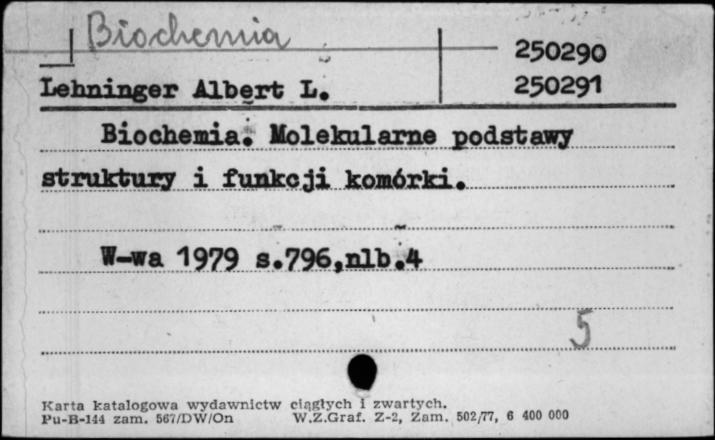 Biochemia
250290
Lehninger Albert L.
250291
Biochemia. Molekularne podstawy
struktury i funkcji komórki.
W-wa 1979 s.796,nlb.4
5
Karta katalogowa wydawnictw ciągłych i zwartych.
Pu-B-144 zam. 567/DW/On W.Z.Graf. Z-2, Zam. 502/77, 6 400 000